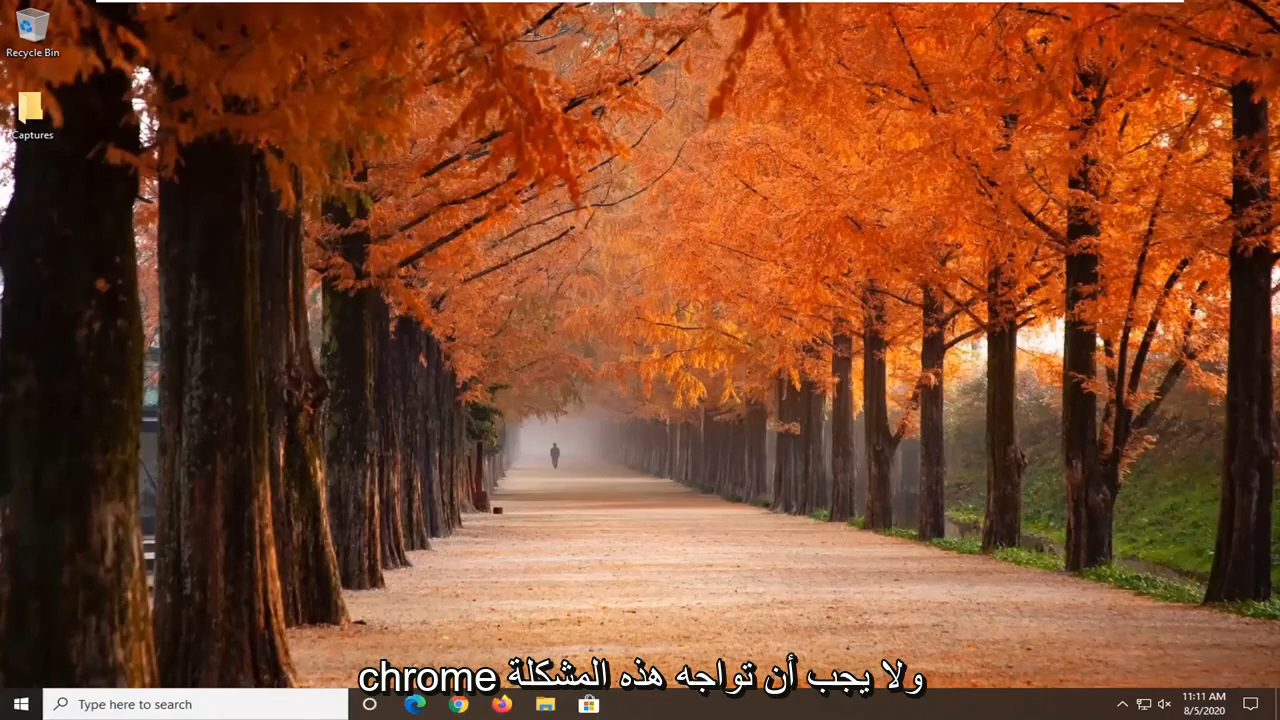 Recycle Bin
Captures
ولا يجب أن تواجه هذه المشكلة chrome
Type here to search
11:11 AM
8/5/2020